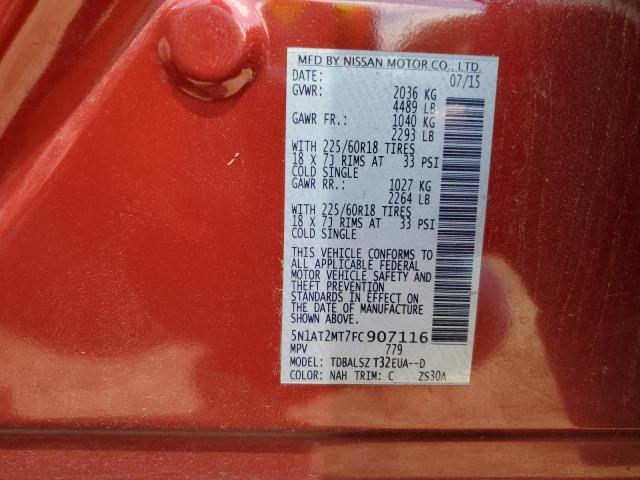 MFD BY NISSAN MOTOR CO., LTD.
DATE: 07/15
GVWR: 2036 KG
4489 LB
GAWR FR.: 1040 KG
2293 LB
WITH 225/60R18 TIRES
18 X 7J RIMS AT 33 PSI
COLD SINGLE
GAWR RR.: 1027 KG
2264 LB
WITH 225/60R18 TIRES
18 X 7J RIMS AT 33 PSI
COLD SINGLE
THIS VEHICLE CONFORMS TO
ALL APPLICABLE FEDERAL
MOTOR VEHICLE SAFETY AND
THEFT PREVENTION
STANDARDS IN EFFECT ON
THE DATE OF MANUFACTURE
SHOWN ABOVE.
5N1AT2MT7FC907116
MPV 779
MODEL: TDBALSZ T32EUA--D
COLOR: NAH TRIM: C ZS30A